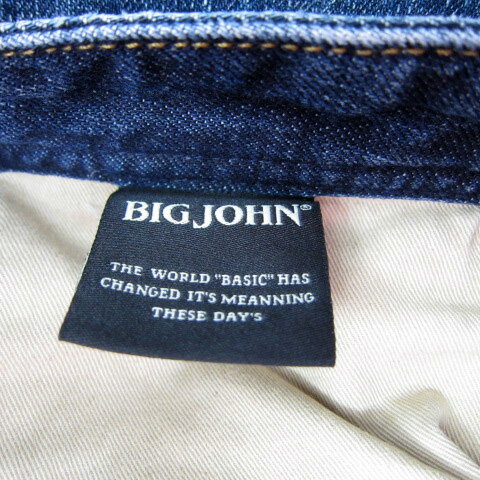 BIG JOHN®
THE WORLD "BASIC" HAS
CHANGED IT'S MEANNING
THESE DAY'S